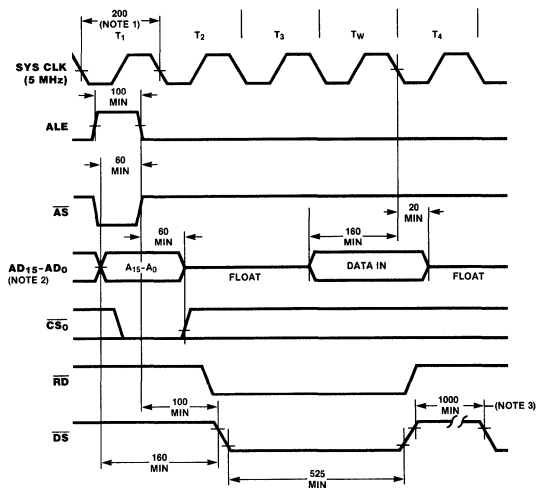 200
(NOTE 1)
T1 T2 T3 TW T4
SYS CLK
(5 MHz)
100
MIN
ALE
60
MIN
AS
60
MIN
160
MIN
20
MIN
AD15-AD0
(NOTE 2)
A15-A0
FLOAT
DATA IN
FLOAT
CS0
RD
100
MIN
1000
MIN
(NOTE 3)
DS
160
MIN
525
MIN